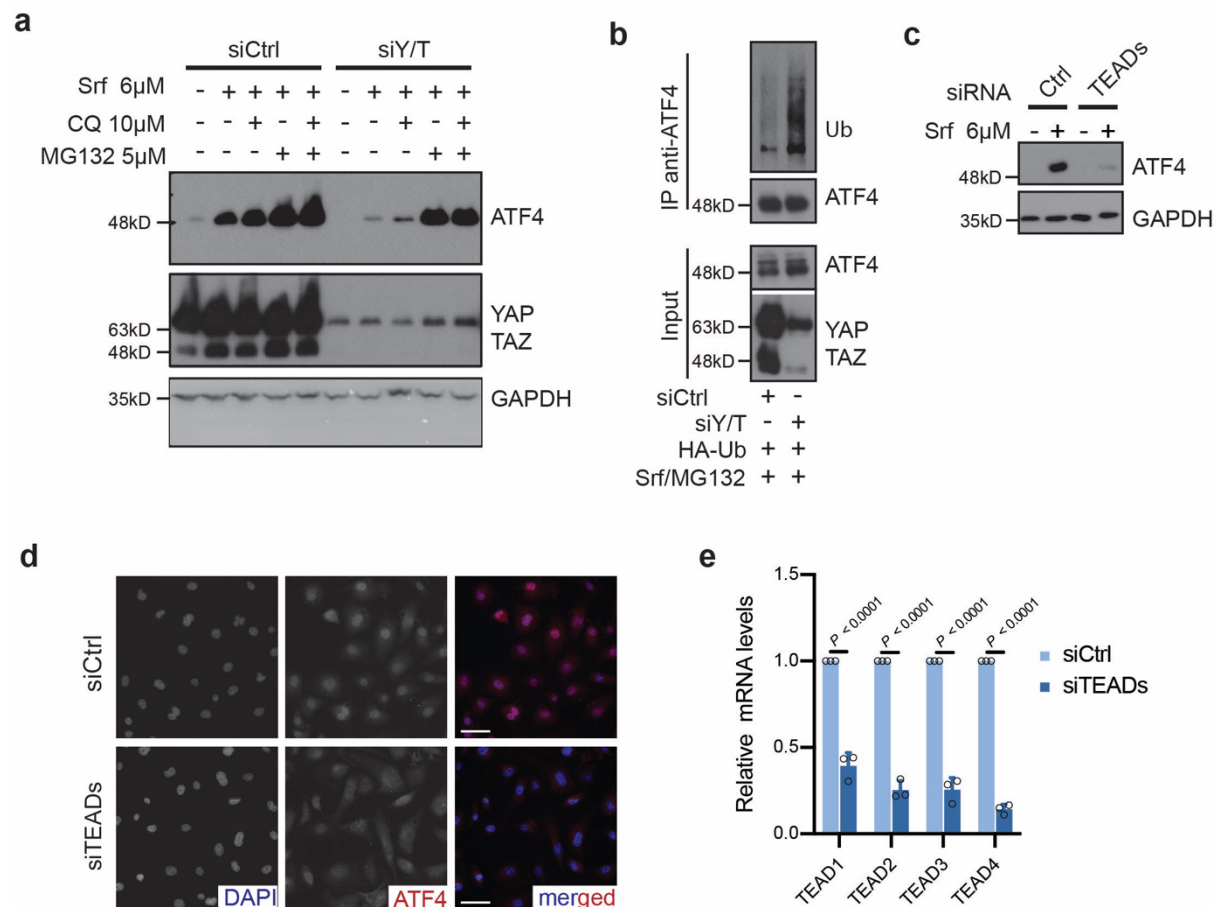 a
siCtrl siY/T
Srf 6μM - + + + + - + + + +
CQ 10μM - - + - + - - + - +
MG132 5μM - - - + + - - - + +
48kD ATF4
63kD YAP
48kD TAZ
35kD GAPDH
b
IP anti-ATF4
Ub
48kD ATF4
Input
48kD ATF4
63kD YAP
48kD TAZ
siCtrl + -
siY/T - +
HA-Ub + +
Srf/MG132 + +
c
siRNA Ctrl TEADs
Srf 6μM - + - +
48kD ATF4
35kD GAPDH
d
siCtrl
siTEADs
DAPI ATF4 merged
e
Relative mRNA levels
1.5
1.0
0.5
0.0
P < 0.0001 P < 0.0001 P < 0.0001 P < 0.0001
siCtrl
siTEADs
TEAD1 TEAD2 TEAD3 TEAD4